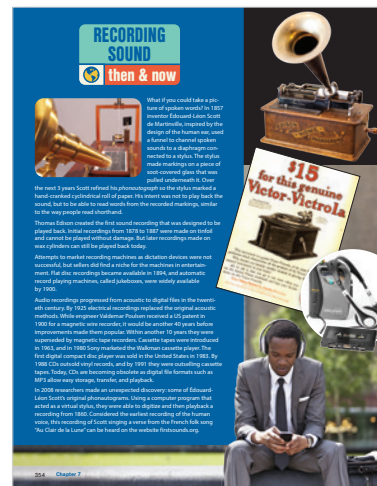 RECORDING
SOUND
then & now
What if you could take a pic-
ture of spoken words? In 1857
inventor Édouard-Léon Scott
de Martinville, inspired by the
design of the human ear, used
a funnel to channel spoken
sounds to a diaphragm con-
nected to a stylus. The stylus
made markings on a piece of
soot-covered glass that was
pulled underneath it. Over
the next 3 years Scott refined his phonautograph so the stylus marked a
hand-cranked cyclindrical roll of paper. His intent was not to play back the
sound, but to be able to read words from the recorded markings, similar
to the way people read shorthand.
Thomas Edison created the first sound recording that was designed to be
played back. Initial recordings from 1878 to 1887 were made on tinfoil
and cannot be played without damage. But later recordings made on
wax cylinders can still be played back today.
Attempts to market recording machines as dictation devices were not
successful, but sellers did find a niche for the machines in entertain-
ment. Flat disc recordings became available in 1894, and automatic
record playing machines, called jukeboxes, were widely available
by 1900.
Audio recordings progressed from acoustic to digital files in the twenti-
eth century. By 1925 electrical recordings replaced the original acoustic
methods. While engineer Valdemar Poulsen received a US patent in
1900 for a magnetic wire recorder, it would be another 40 years before
improvements made them popular. Within another 10 years they were
superseded by magnetic tape recorders. Cassette tapes were introduced
in 1963, and in 1980 Sony marketed the Walkman cassette player. The
first digital compact disc player was sold in the United States in 1983. By
1988 CDs outsold vinyl records, and by 1991 they were outselling cassette
tapes. Today, CDs are becoming obsolete as digital file formats such as
MP3 allow easy storage, transfer, and playback.
In 2008 researchers made an unexpected discovery: some of Édouard-
Léon Scott's original phonautograms. Using a computer program that
acted as a virtual stylus, they were able to digitize and then playback a
recording from 1860. Considered the earliest recording of the human
voice, this recording of Scott singing a verse from the French folk song
"Au Clair de la Lune" can be heard on the website firstsounds.org.
$15
for this genuine
Victor-Victrola
254 Chapter 7